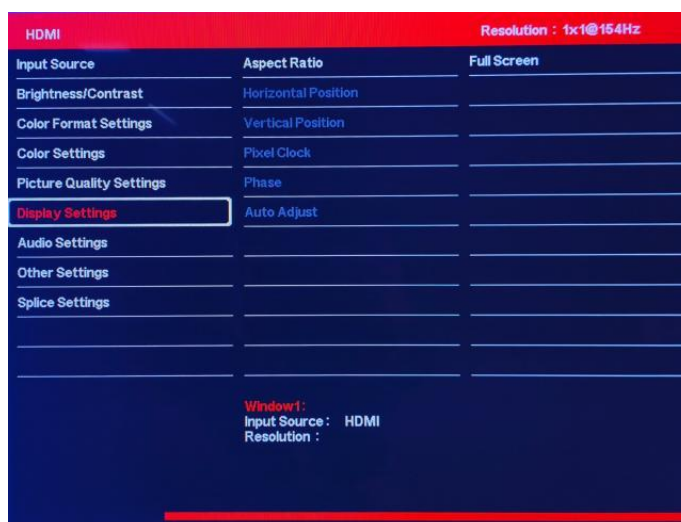 HDMI Resolution : 1x1@154Hz
Input Source Aspect Ratio Full Screen
Brightness/Contrast Horizontal Position
Color Format Settings Vertical Position
Color Settings Pixel Clock
Picture Quality Settings Phase
Display Settings Auto Adjust
Audio Settings
Other Settings
Splice Settings
Window1:
Input Source : HDMI
Resolution :